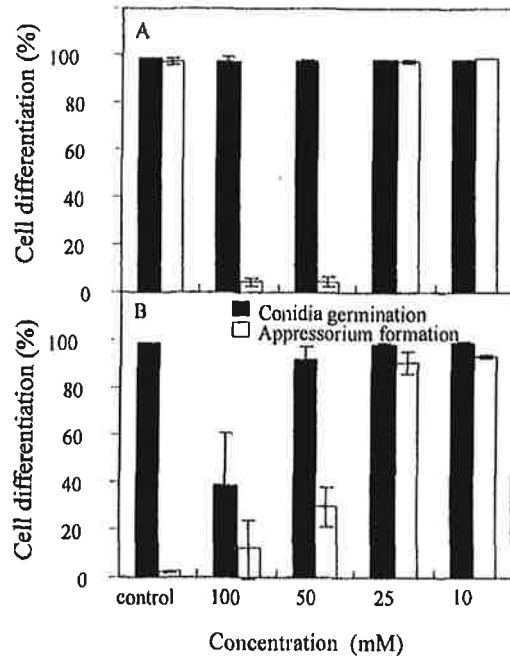 A
Cell differentiation (%)
100
80
60
40
20
0
B
Conidia germination
Appressorium formation
Cell differentiation (%)
100
80
60
40
20
0
control 100 50 25 10
Concentration (mM)